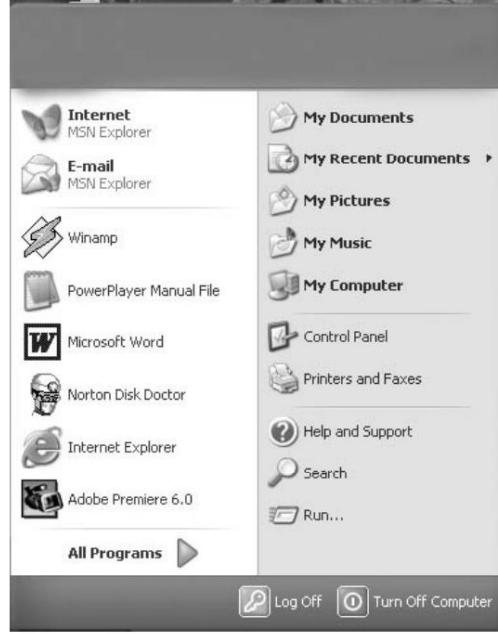 Internet
MSN Explorer
E-mail
MSN Explorer
Winamp
PowerPlayer Manual File
W
Microsoft Word
Norton Disk Doctor
Internet Explorer
Adobe Premiere 6.0
All Programs
My Documents
My Recent Documents
My Pictures
My Music
My Computer
Control Panel
Printers and Faxes
?
Help and Support
Search
Run...
Log Off
Turn Off Computer